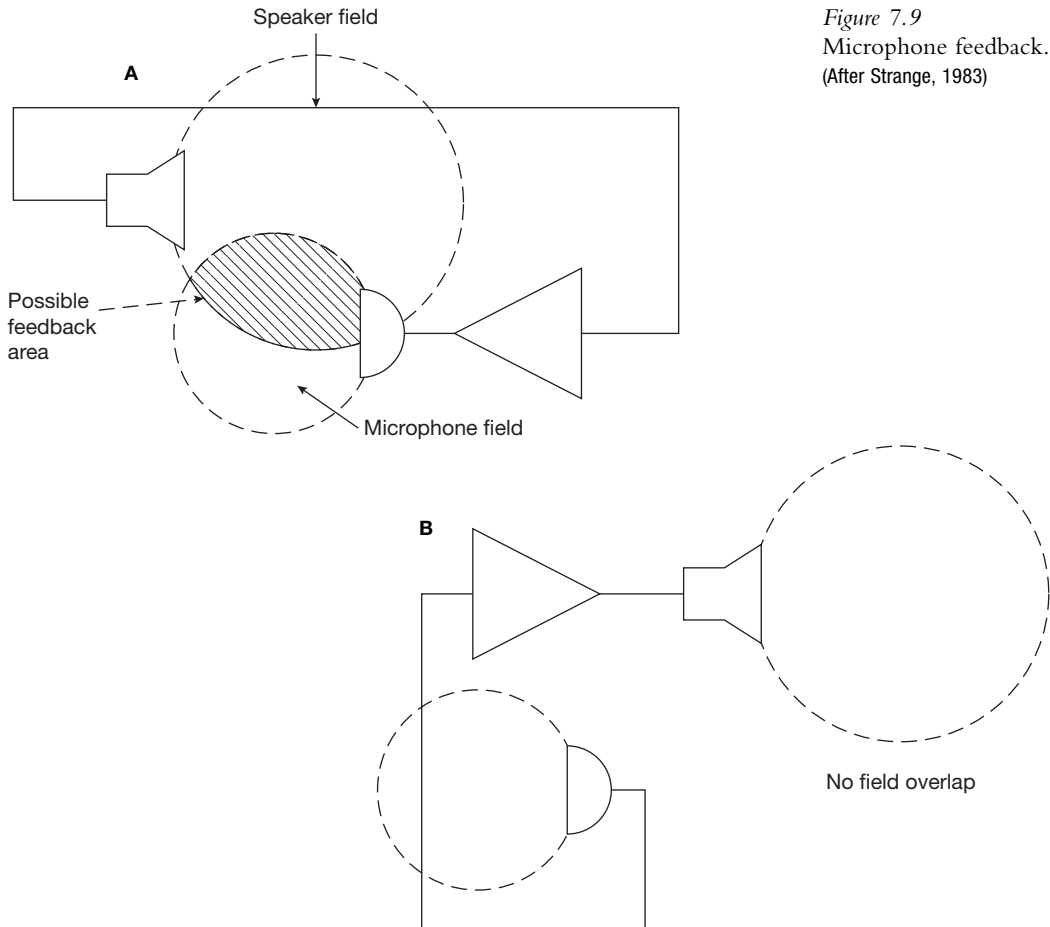 Speaker field
Figure 7.9
Microphone feedback.
(After Strange, 1983)
A
Possible
feedback
area
Microphone field
B
No field overlap